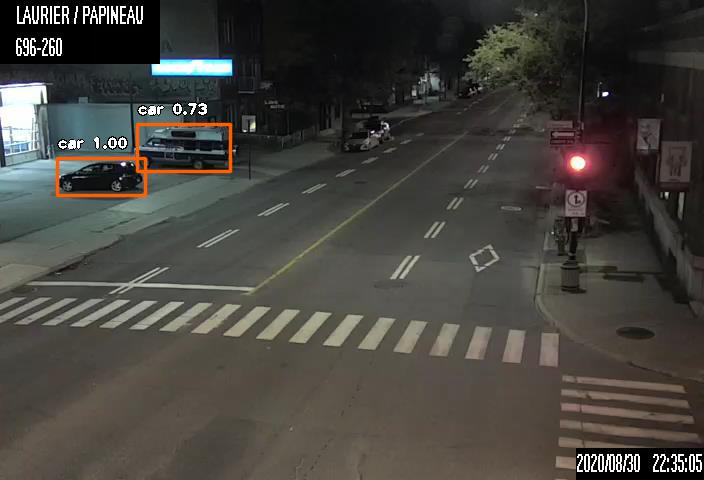 LAURIER / PAPINEAU
696-260
car 0.73
car 1.00
2020/08/30 22:35:05